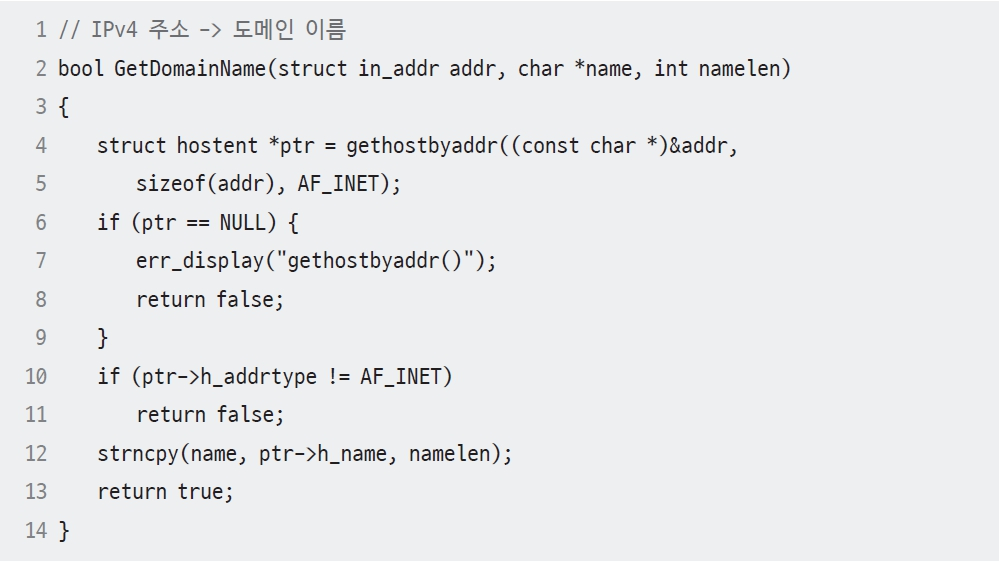 1 // IPv4 주소 -> 도메인 이름
2 bool GetDomainName(struct in_addr addr, char *name, int namelen)
3 {
4 struct hostent *ptr = gethostbyaddr((const char *)&addr,
5 sizeof(addr), AF_INET);
6 if (ptr == NULL) {
7 err_display("gethostbyaddr()");
8 return false;
9 }
10 if (ptr->h_addrtype != AF_INET)
11 return false;
12 strncpy(name, ptr->h_name, namelen);
13 return true;
14 }